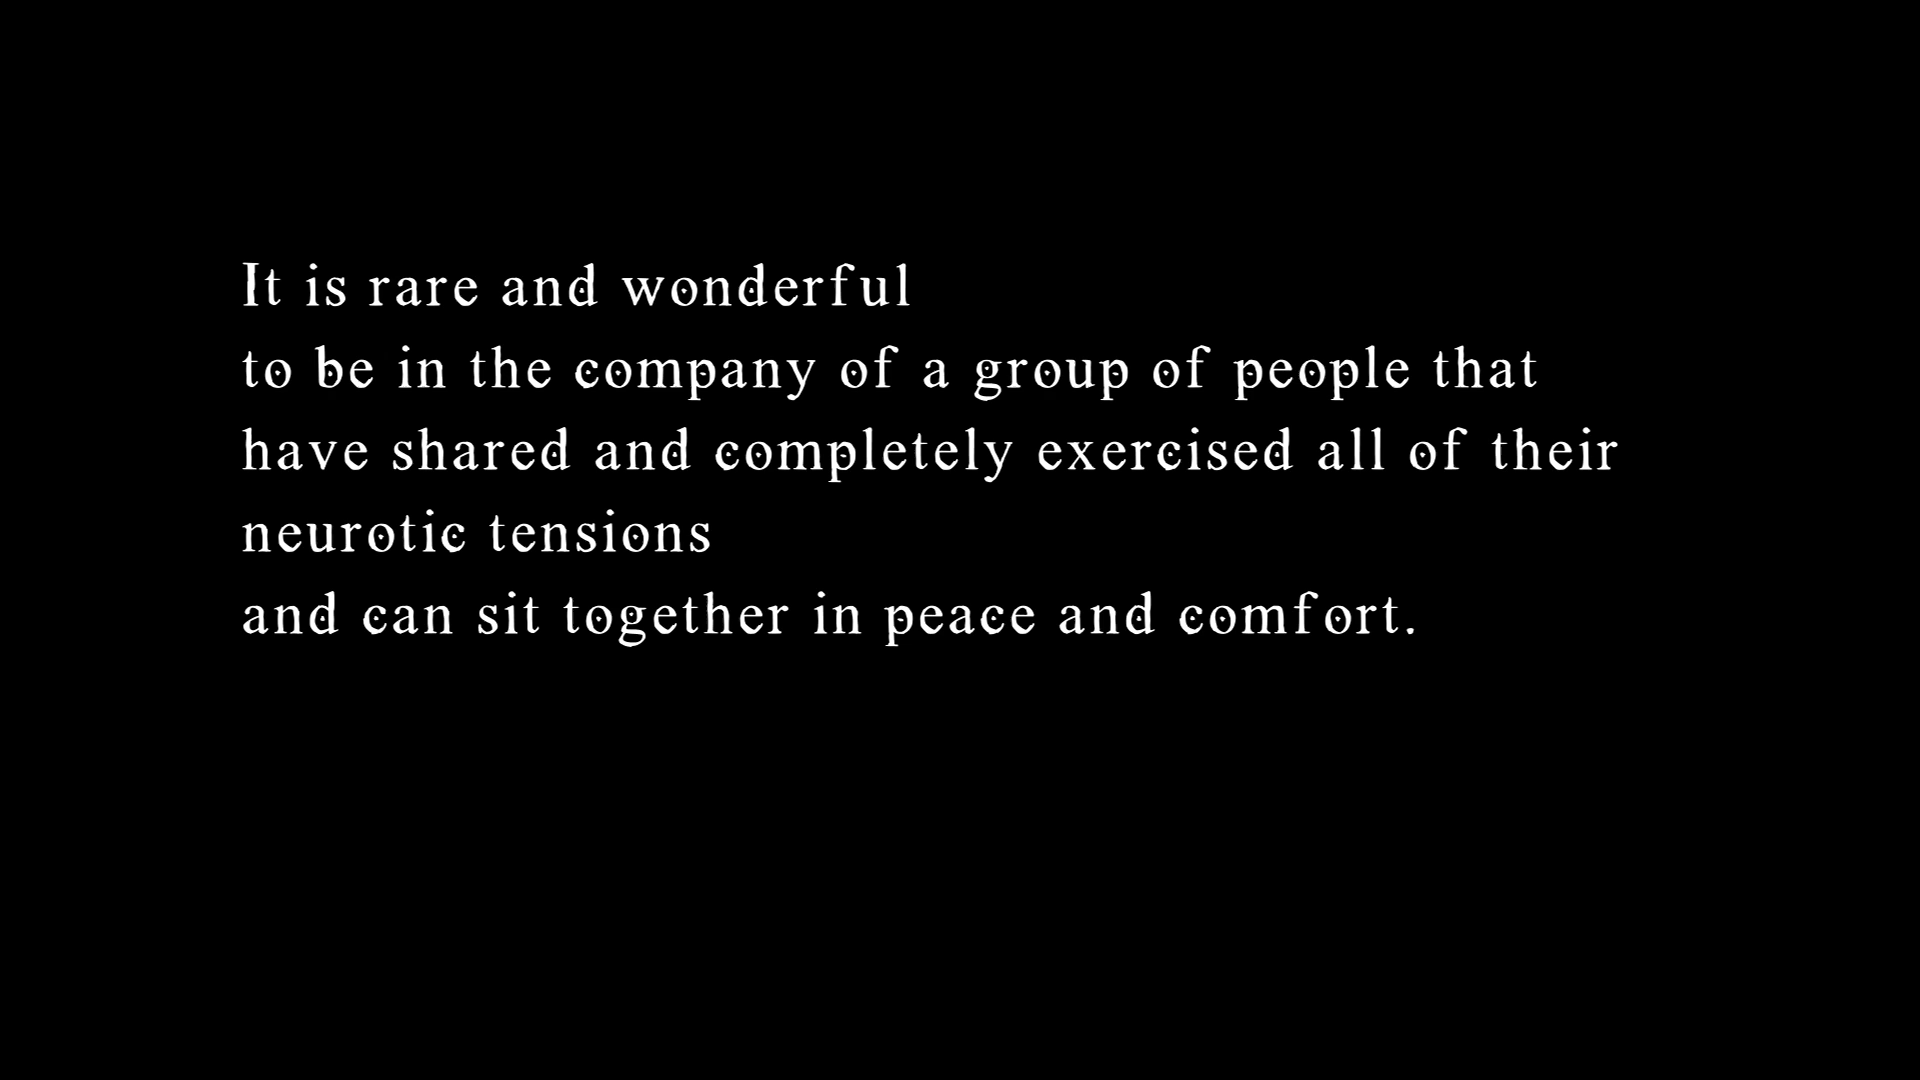 It is rare and wonderful
to be in the company of a group of people that
have shared and completely exercised all of their
neurotic tensions
and can sit together in peace and comfort.